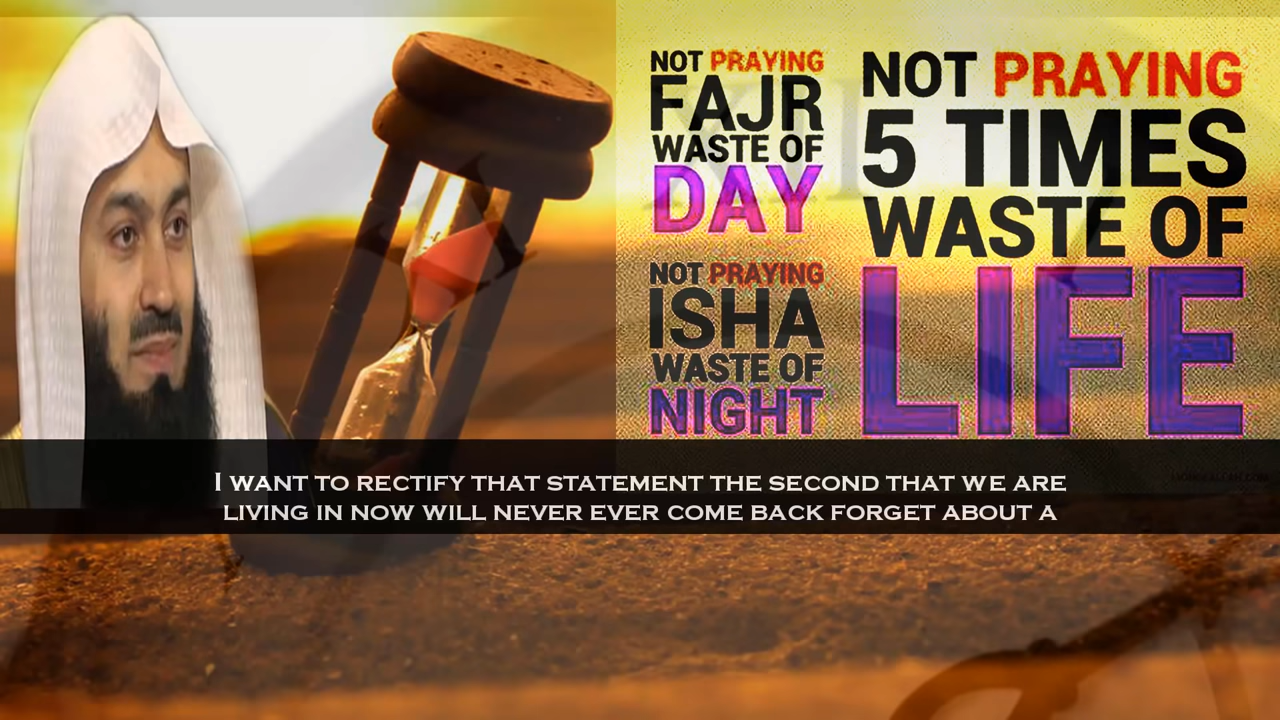 NOT PRAYING
FAJR
WASTE OF
DAY
NOT PRAYING
ISHA
WASTE OF
NIGHT
NOT PRAYING
5 TIMES
WASTE OF
LIFE
I WANT TO RECTIFY THAT STATEMENT THE SECOND THAT WE ARE
LIVING IN NOW WILL NEVER EVER COME BACK FORGET ABOUT A